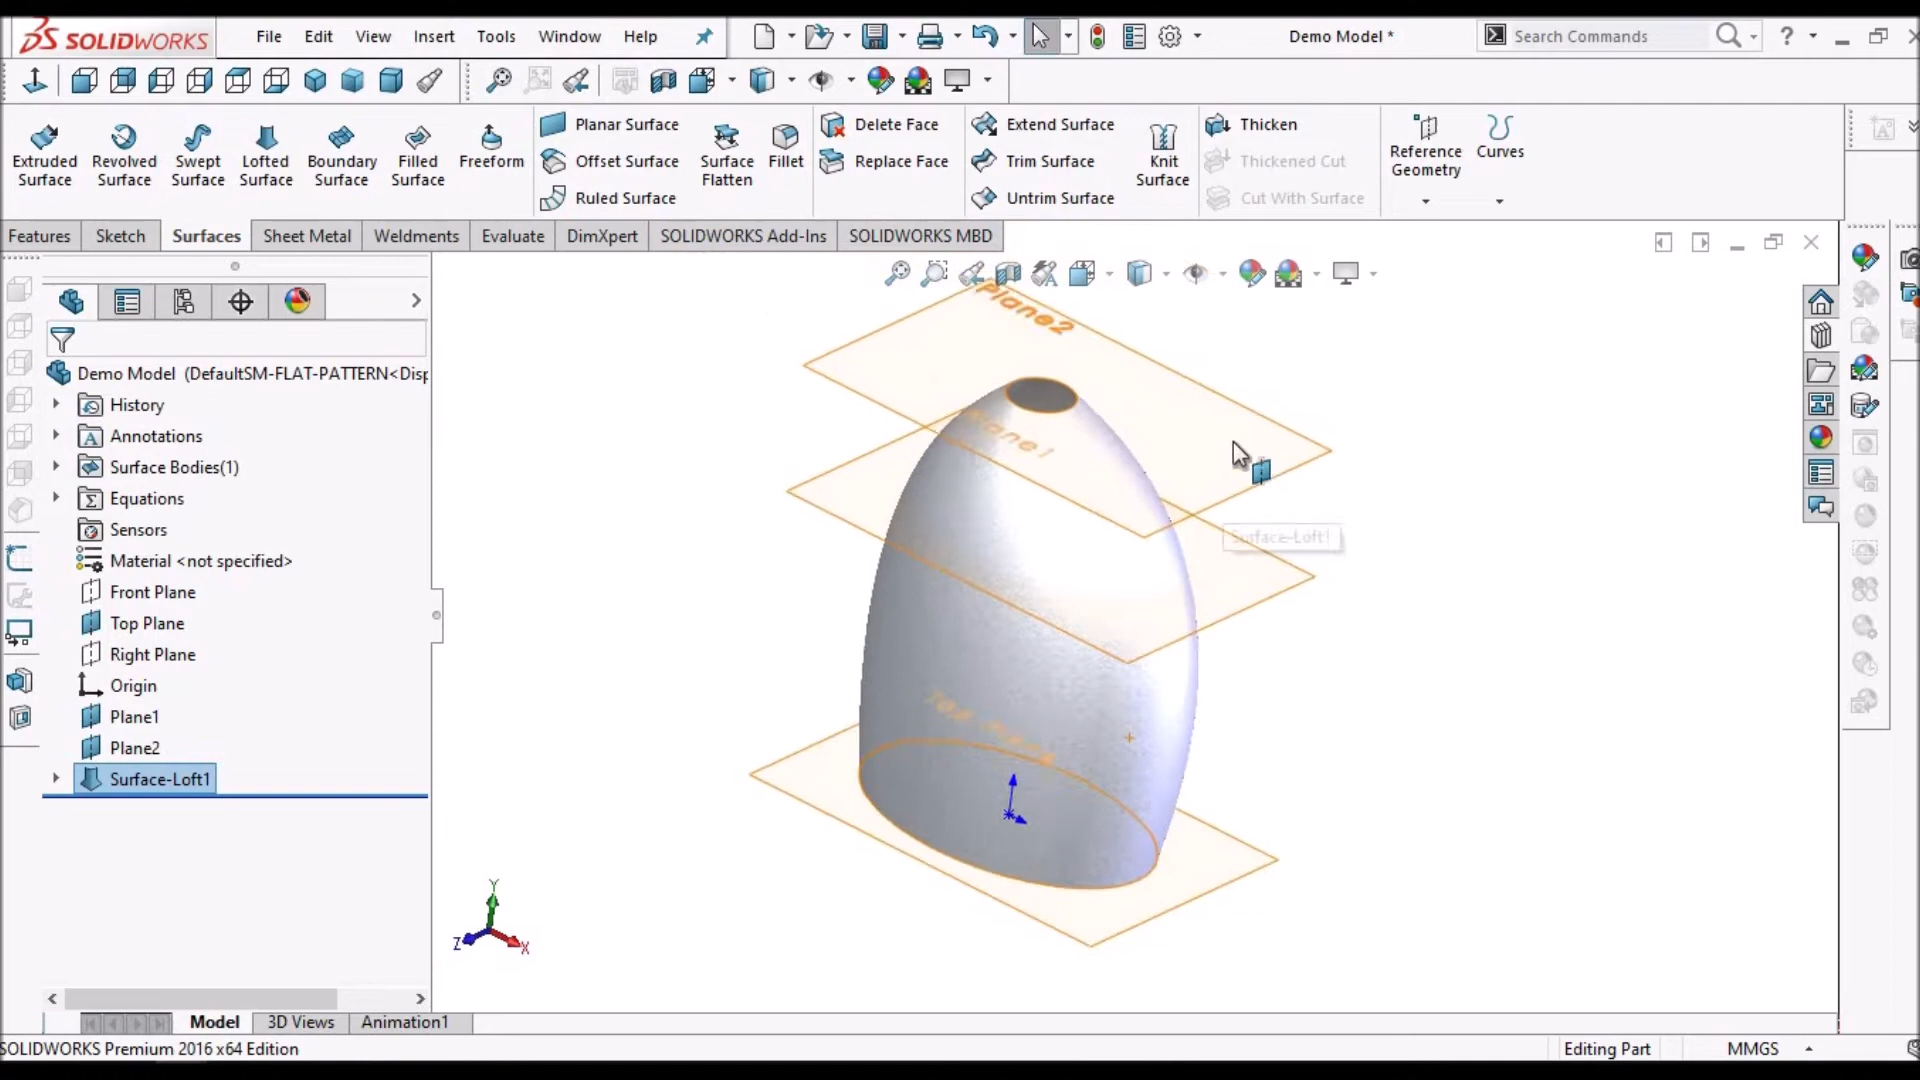 SOLIDWORKS File Edit View Insert Tools Window Help Demo Model * Search Commands ?
Extruded Surface Revolved Surface Swept Surface Lofted Surface Boundary Surface Filled Surface Freeform
Planar Surface
Offset Surface
Ruled Surface
Surface Flatten Fillet
Delete Face
Replace Face
Extend Surface
Trim Surface
Untrim Surface
Knit Surface
Thicken
Thickened Cut
Cut With Surface
Reference Geometry Curves
Features Sketch Surfaces Sheet Metal Weldments Evaluate DimXpert SOLIDWORKS Add-Ins SOLIDWORKS MBD
Demo Model (DefaultSM-FLAT-PATTERN<Disp
History
Annotations
Surface Bodies(1)
Equations
Sensors
Material <not specified>
Front Plane
Top Plane
Right Plane
Origin
Plane1
Plane2
Surface-Loft1
Plane2
Plane1
Surface-Loft1
Top Plane
Y
Z X
Model 3D Views Animation1
SOLIDWORKS Premium 2016 x64 Edition Editing Part MMGS